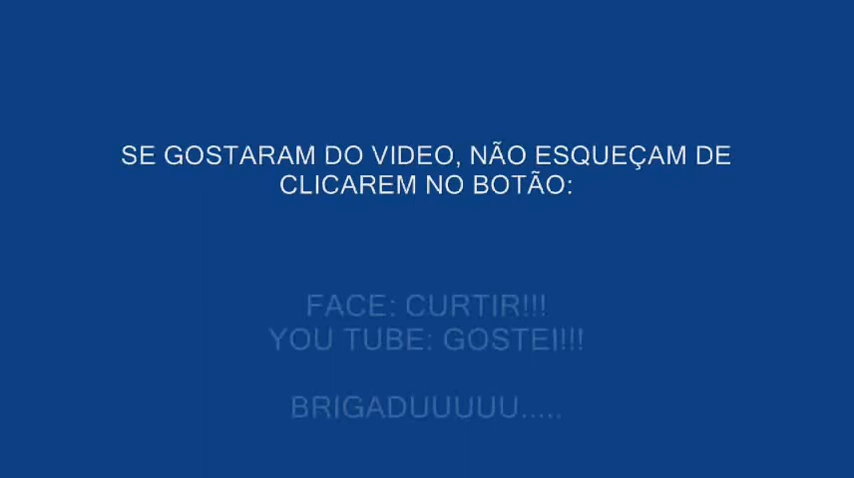 SE GOSTARAM DO VIDEO, NÃO ESQUEÇAM DE
CLICAREM NO BOTÃO:
FACE: CURTIR!!!
YOU TUBE: GOSTEI!!!
BRIGADUUUUU.....